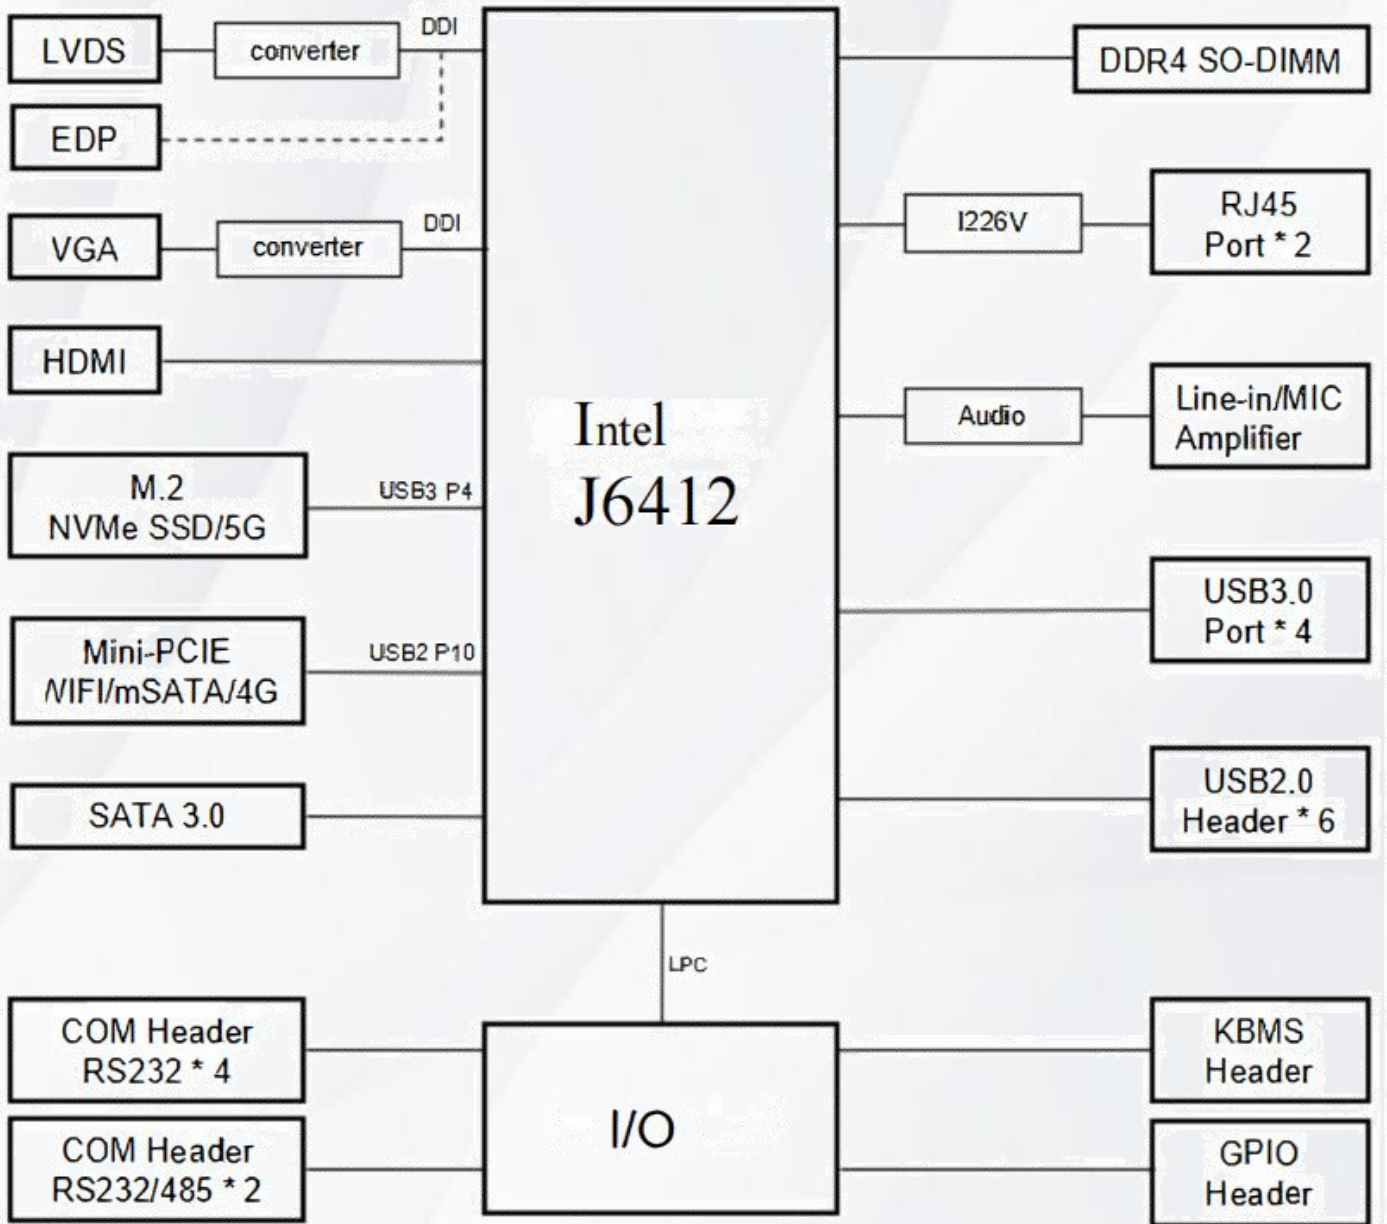 LVDS
converter
DDI
EDP
VGA
converter
DDI
HDMI
M.2
NVMe SSD/5G
USB3 P4
Mini-PCIE
WIFI/mSATA/4G
USB2 P10
SATA 3.0
Intel
J6412
DDR4 SO-DIMM
I226V
RJ45
Port * 2
Audio
Line-in/MIC
Amplifier
USB3.0
Port * 4
USB2.0
Header * 6
LPC
COM Header
RS232 * 4
COM Header
RS232/485 * 2
I/O
KBMS
Header
GPIO
Header